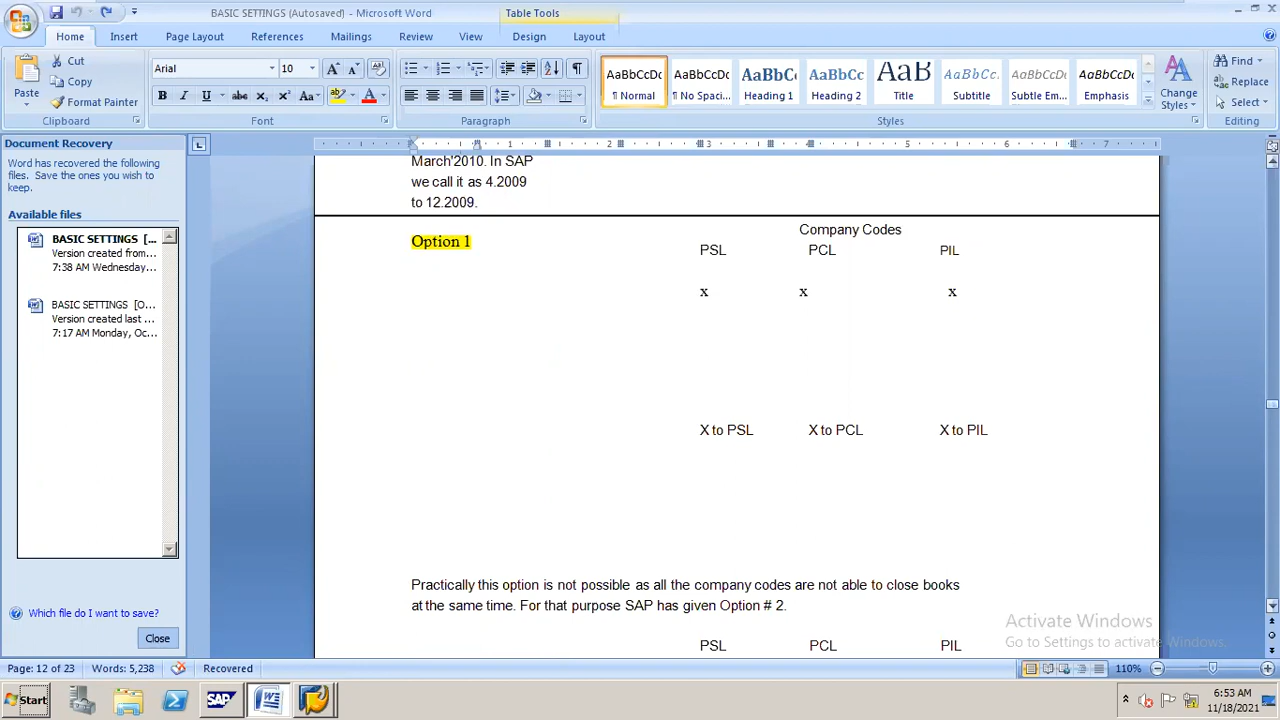 BASIC SETTINGS (Autosaved) - Microsoft Word
Table Tools
Home Insert Page Layout References Mailings Review View Design Layout
Paste
Cut
Copy
Format Painter
Arial 10
AaBbCcDc AaBbCcDc AaBbCc AaBbCc AaB AaBbCc. AaBbCcDc AaBbCcDc
¶ Normal ¶ No Spaci... Heading 1 Heading 2 Title Subtitle Subtle Em... Emphasis
Change Styles
Find
Replace
Select
Clipboard Font Paragraph Styles Editing
Document Recovery
Word has recovered the following
files. Save the ones you wish to
keep.
Available files
BASIC SETTINGS [...
Version created from...
7:38 AM Wednesday...
BASIC SETTINGS [O...
Version created last ...
7:17 AM Monday, Oc...
Which file do I want to save?
Close
1 2 3 4 5 6 7
March'2010. In SAP
we call it as 4.2009
to 12.2009.
Option 1
Company Codes
PSL PCL PIL
x x x
X to PSL X to PCL X to PIL
Practically this option is not possible as all the company codes are not able to close books
at the same time. For that purpose SAP has given Option # 2.
PSL PCL PIL
Activate Windows
Go to Settings to activate Windows.
Page: 12 of 23 Words: 5,238 Recovered 110%
Start
SAP
6:53 AM
11/18/2021